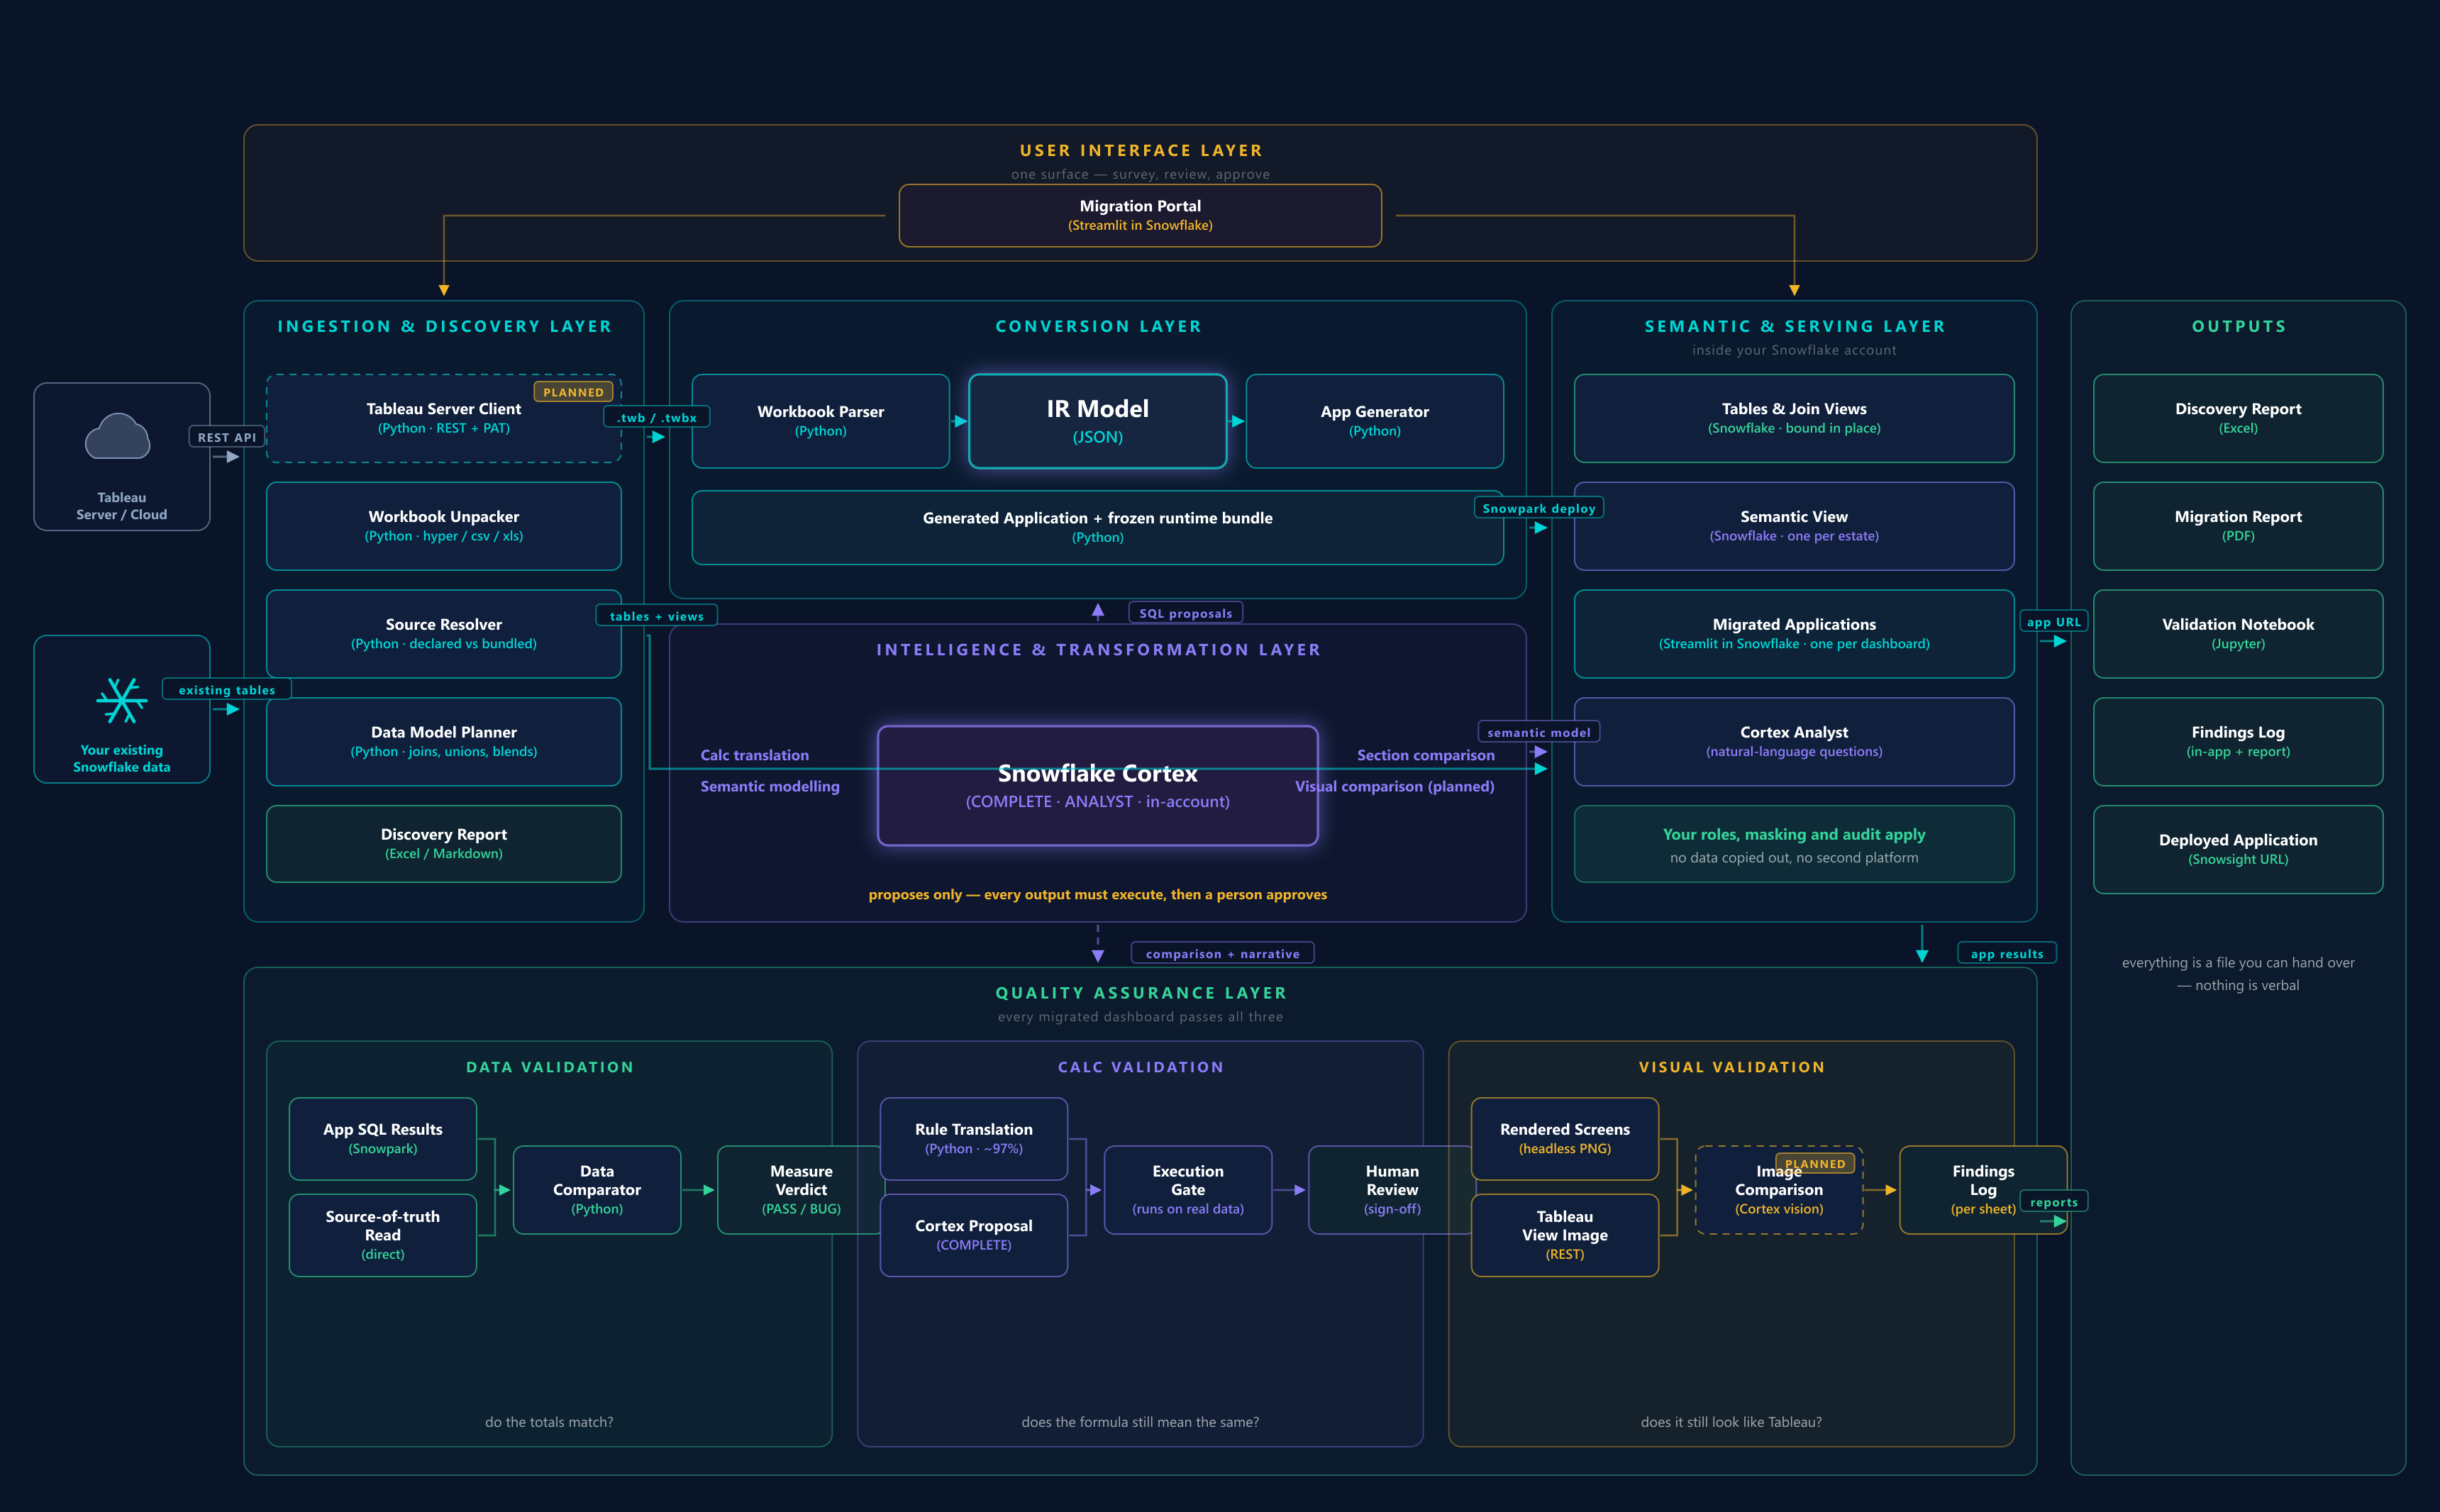 USER INTERFACE LAYER
one surface — survey, review, approve
Migration Portal
(Streamlit in Snowflake)
Tableau
Server / Cloud
REST API
Your existing
Snowflake data
existing tables
INGESTION & DISCOVERY LAYER
PLANNED
Tableau Server Client
(Python · REST + PAT)
Workbook Unpacker
(Python · hyper / csv / xls)
Source Resolver
(Python · declared vs bundled)
Data Model Planner
(Python · joins, unions, blends)
Discovery Report
(Excel / Markdown)
.twb / .twbx
tables + views
CONVERSION LAYER
Workbook Parser
(Python)
IR Model
(JSON)
App Generator
(Python)
Generated Application + frozen runtime bundle
(Python)
Snowpark deploy
SQL proposals
INTELLIGENCE & TRANSFORMATION LAYER
Calc translation
Semantic modelling
Snowflake Cortex
(COMPLETE · ANALYST · in-account)
Section comparison
Visual comparison (planned)
semantic model
proposes only — every output must execute, then a person approves
comparison + narrative
SEMANTIC & SERVING LAYER
inside your Snowflake account
Tables & Join Views
(Snowflake · bound in place)
Semantic View
(Snowflake · one per estate)
Migrated Applications
(Streamlit in Snowflake · one per dashboard)
Cortex Analyst
(natural-language questions)
Your roles, masking and audit apply
no data copied out, no second platform
app URL
app results
OUTPUTS
Discovery Report
(Excel)
Migration Report
(PDF)
Validation Notebook
(Jupyter)
Findings Log
(in-app + report)
Deployed Application
(Snowsight URL)
everything is a file you can hand over
— nothing is verbal
QUALITY ASSURANCE LAYER
every migrated dashboard passes all three
DATA VALIDATION
App SQL Results
(Snowpark)
Source-of-truth
Read
(direct)
Data
Comparator
(Python)
Measure
Verdict
(PASS / BUG)
do the totals match?
CALC VALIDATION
Rule Translation
(Python · ~97%)
Cortex Proposal
(COMPLETE)
Execution
Gate
(runs on real data)
Human
Review
(sign-off)
does the formula still mean the same?
VISUAL VALIDATION
Rendered Screens
(headless PNG)
Tableau
View Image
(REST)
PLANNED
Image
Comparison
(Cortex vision)
Findings
Log
(per sheet)
reports
does it still look like Tableau?